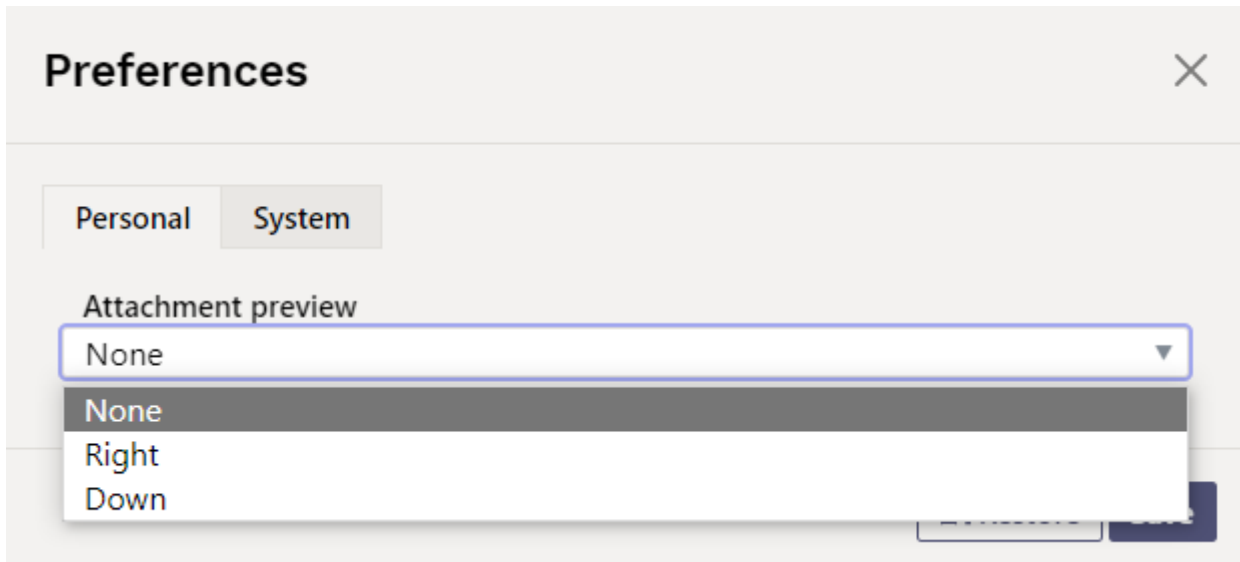 Preferences
Personal
System
Attachment preview
None
None
Right
Down